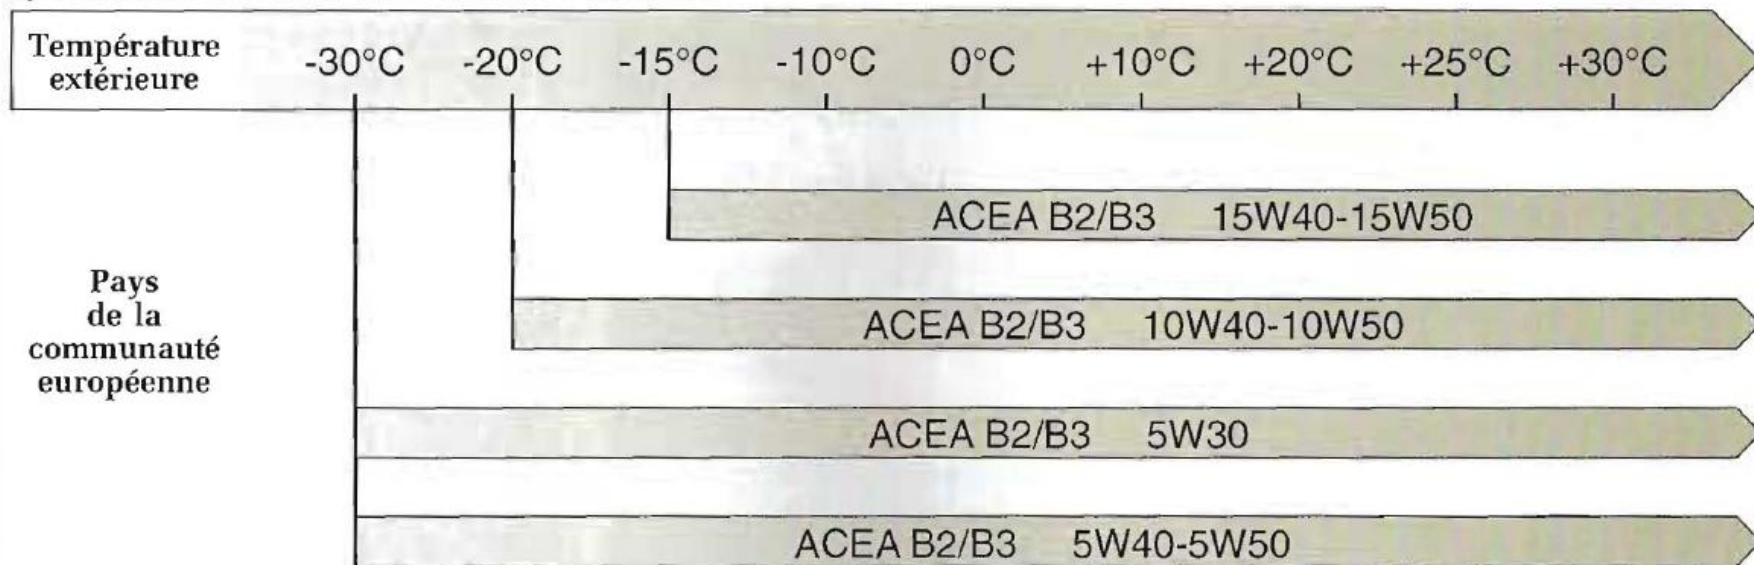 Température
extérieure
-30°C -20°C -15°C -10°C 0°C +10°C +20°C +25°C +30°C
ACEA B2/B3 15W40-15W50
Pays
de la
communauté
européenne
ACEA B2/B3 10W40-10W50
ACEA B2/B3 5W30
ACEA B2/B3 5W40-5W50